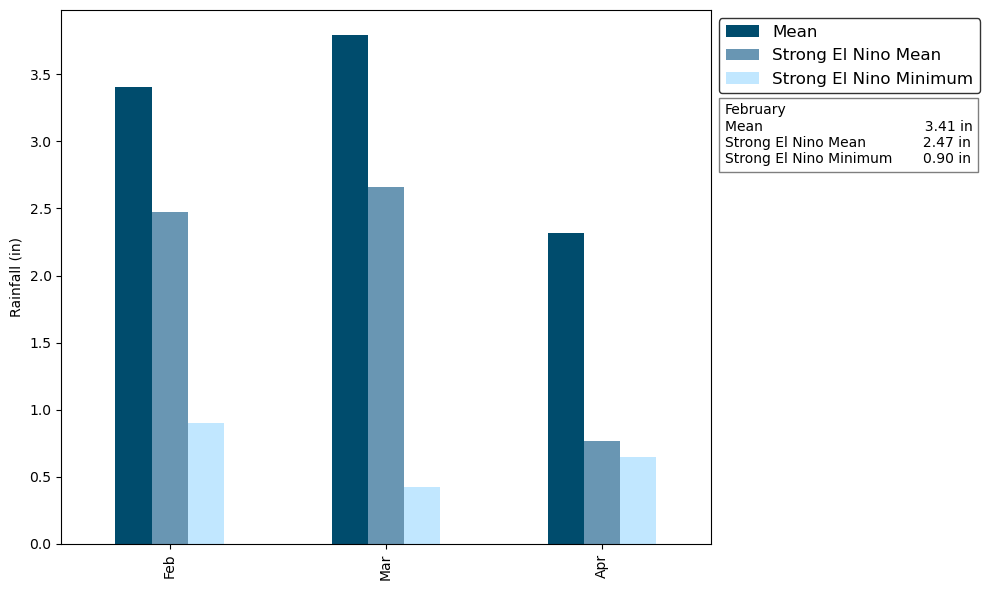 Mean
Strong El Nino Mean
Strong El Nino Minimum
February
Mean 3.41 in
Strong El Nino Mean 2.47 in
Strong El Nino Minimum 0.90 in
Rainfall (in)
3.5
3.0
2.5
2.0
1.5
1.0
0.5
0.0
Feb
Mar
Apr